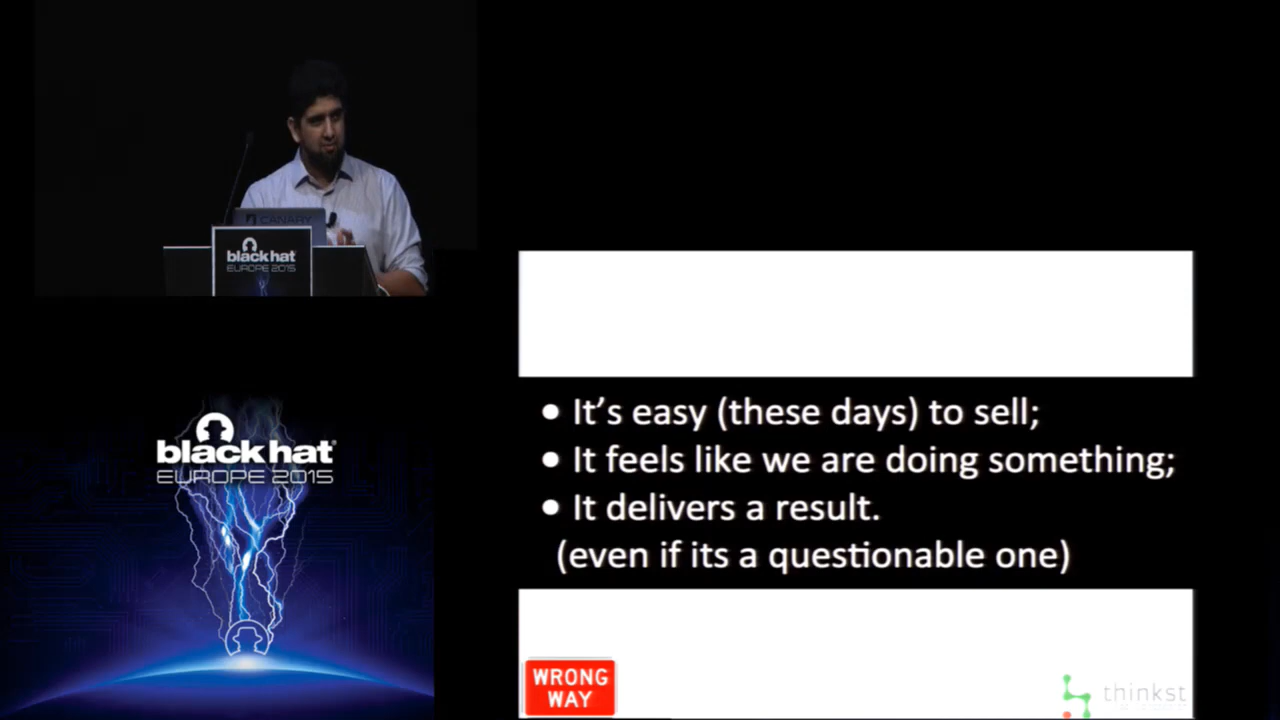 CANARY
black hat
EUROPE 2015
black hat
EUROPE 2015
• It's easy (these days) to sell;
• It feels like we are doing something;
• It delivers a result.
(even if its a questionable one)
WRONG
WAY
thinkst